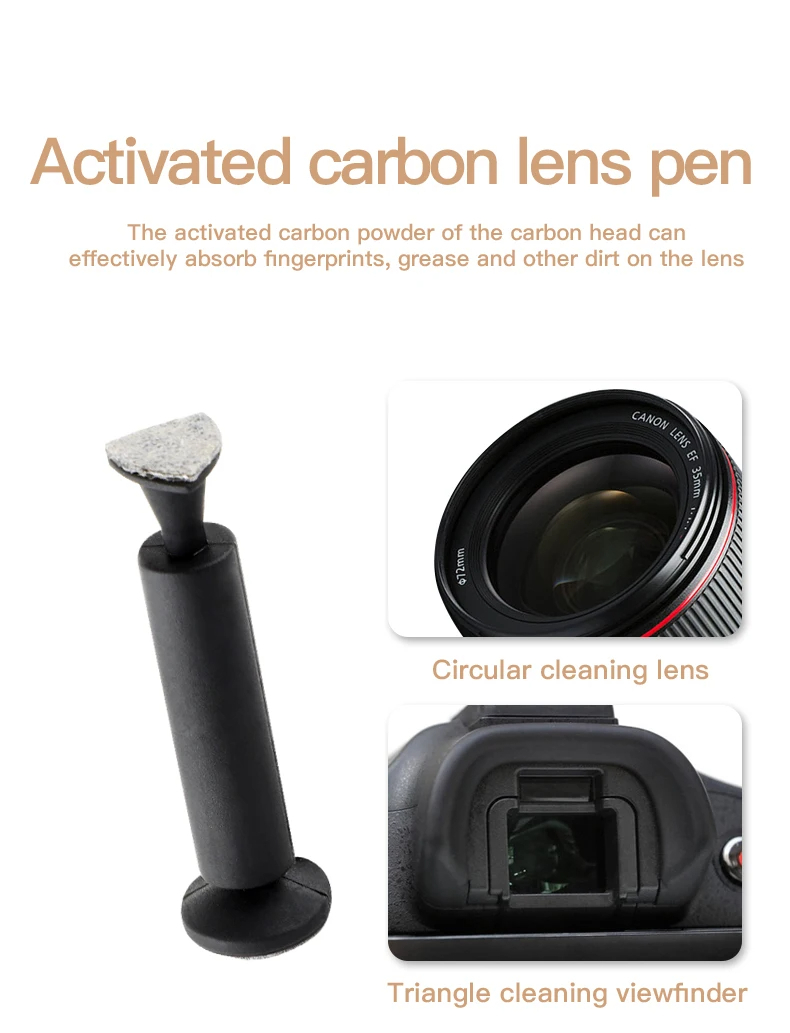 Activated carbon lens pen
The activated carbon powder of the carbon head can
effectively absorb fingerprints, grease and other dirt on the lens
CANON LENS EF 35mm
Φ72mm
Circular cleaning lens
Triangle cleaning viewfinder